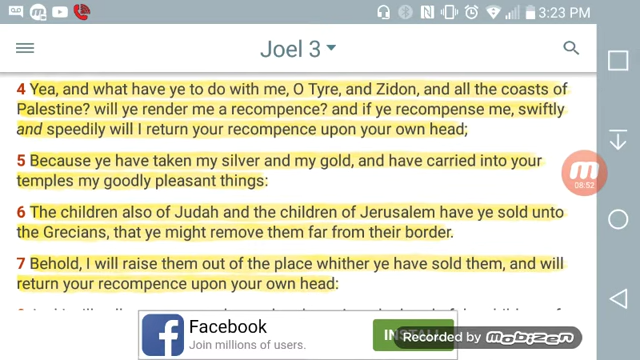 3:23 PM
Joel 3
4 Yea, and what have ye to do with me, O Tyre, and Zidon, and all the coasts of
Palestine? will ye render me a recompence? and if ye recompense me, swiftly
and speedily will I return your recompence upon your own head;
5 Because ye have taken my silver and my gold, and have carried into your
temples my goodly pleasant things:
08:52
6 The children also of Judah and the children of Jerusalem have ye sold unto
the Grecians, that ye might remove them far from their border.
7 Behold, I will raise them out of the place whither ye have sold them, and will
return your recompence upon your own head:
Facebook
Join millions of users.
INSTALL
Recorded by mobizen